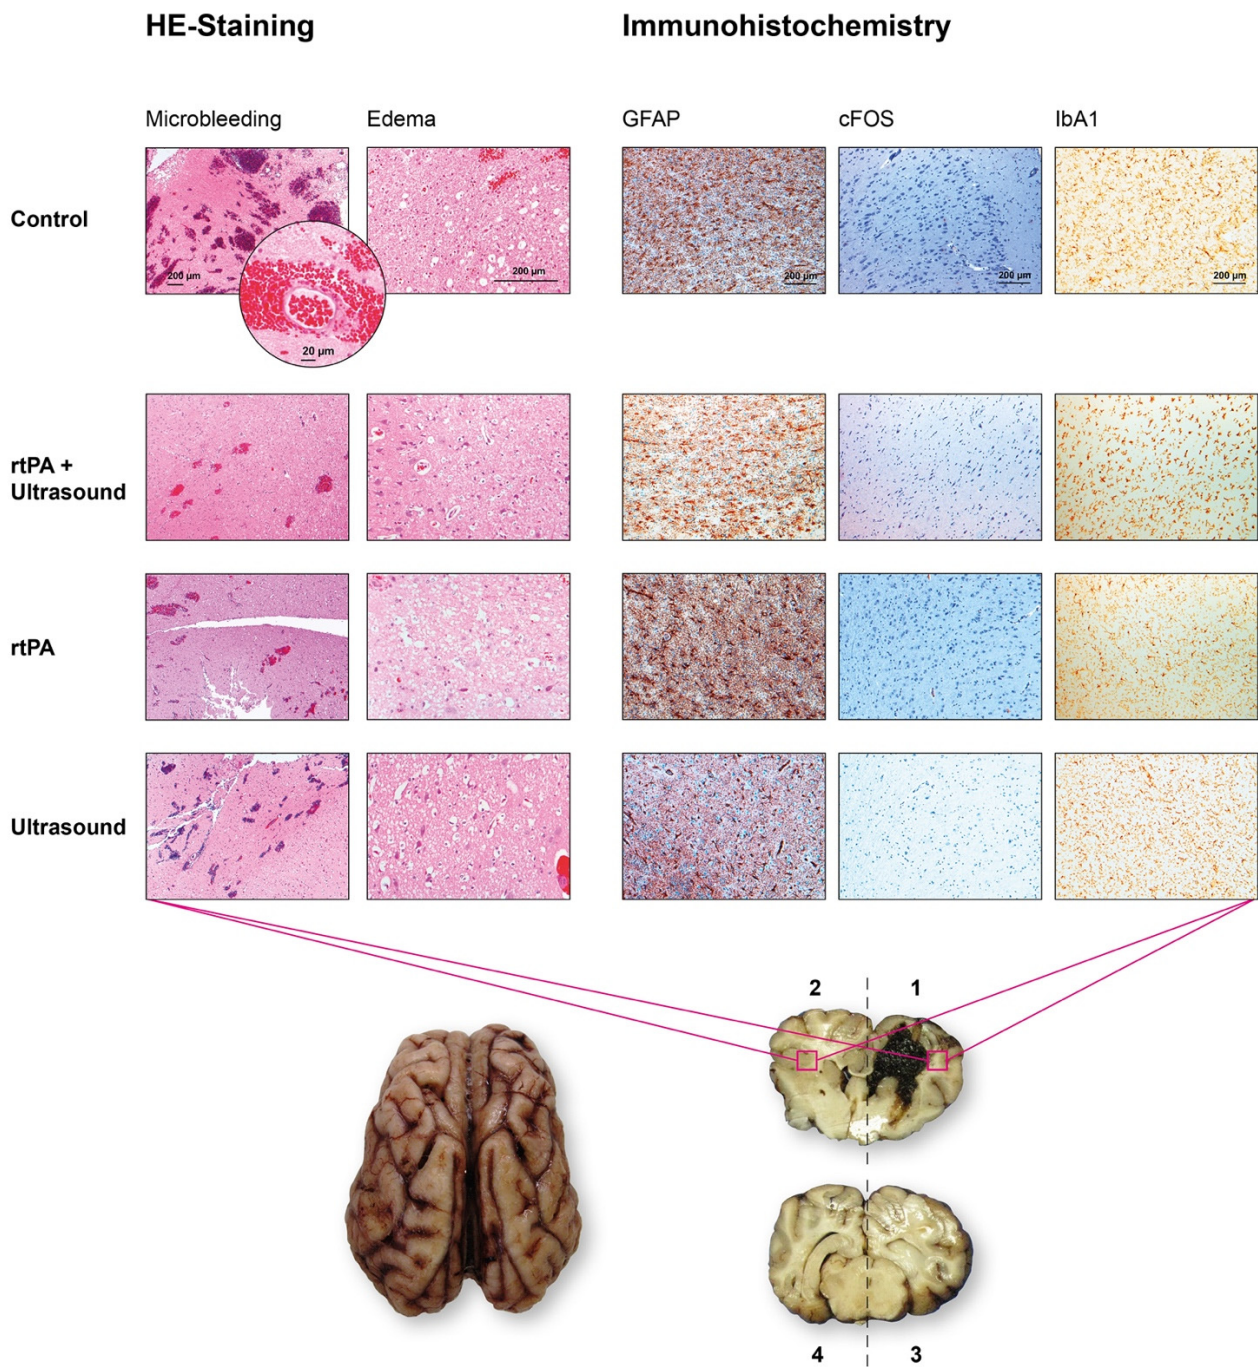 HE-Staining
Immunohistochemistry
Microbleeding
Edema
GFAP
cFOS
IbA1
Control
200 µm
200 µm
200 µm
200 µm
200 µm
20 µm
rtPA +
Ultrasound
rtPA
Ultrasound
2
1
4
3